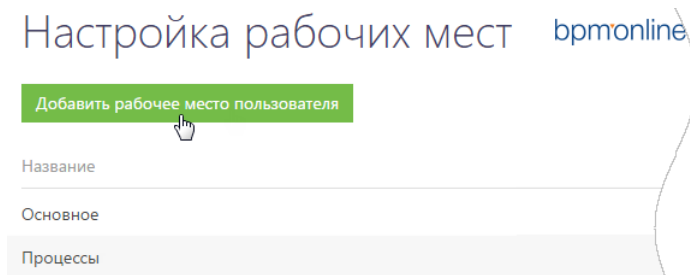 Настройка рабочих мест bpm'online
Добавить рабочее место пользователя
Название
Основное
Процессы